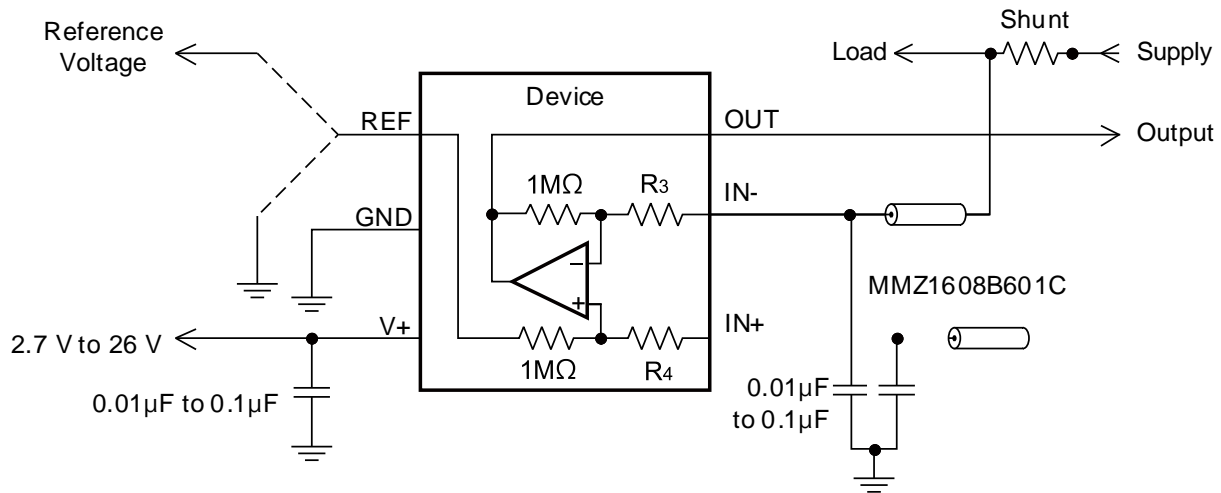 Reference
Voltage
Shunt
Load
Supply
Device
REF
OUT
Output
1MΩ
R3
IN-
GND
−
MMZ1608B601C
+
V+
IN+
2.7 V to 26 V
1MΩ
R4
0.01µF to 0.1µF
0.01µF
to 0.1µF